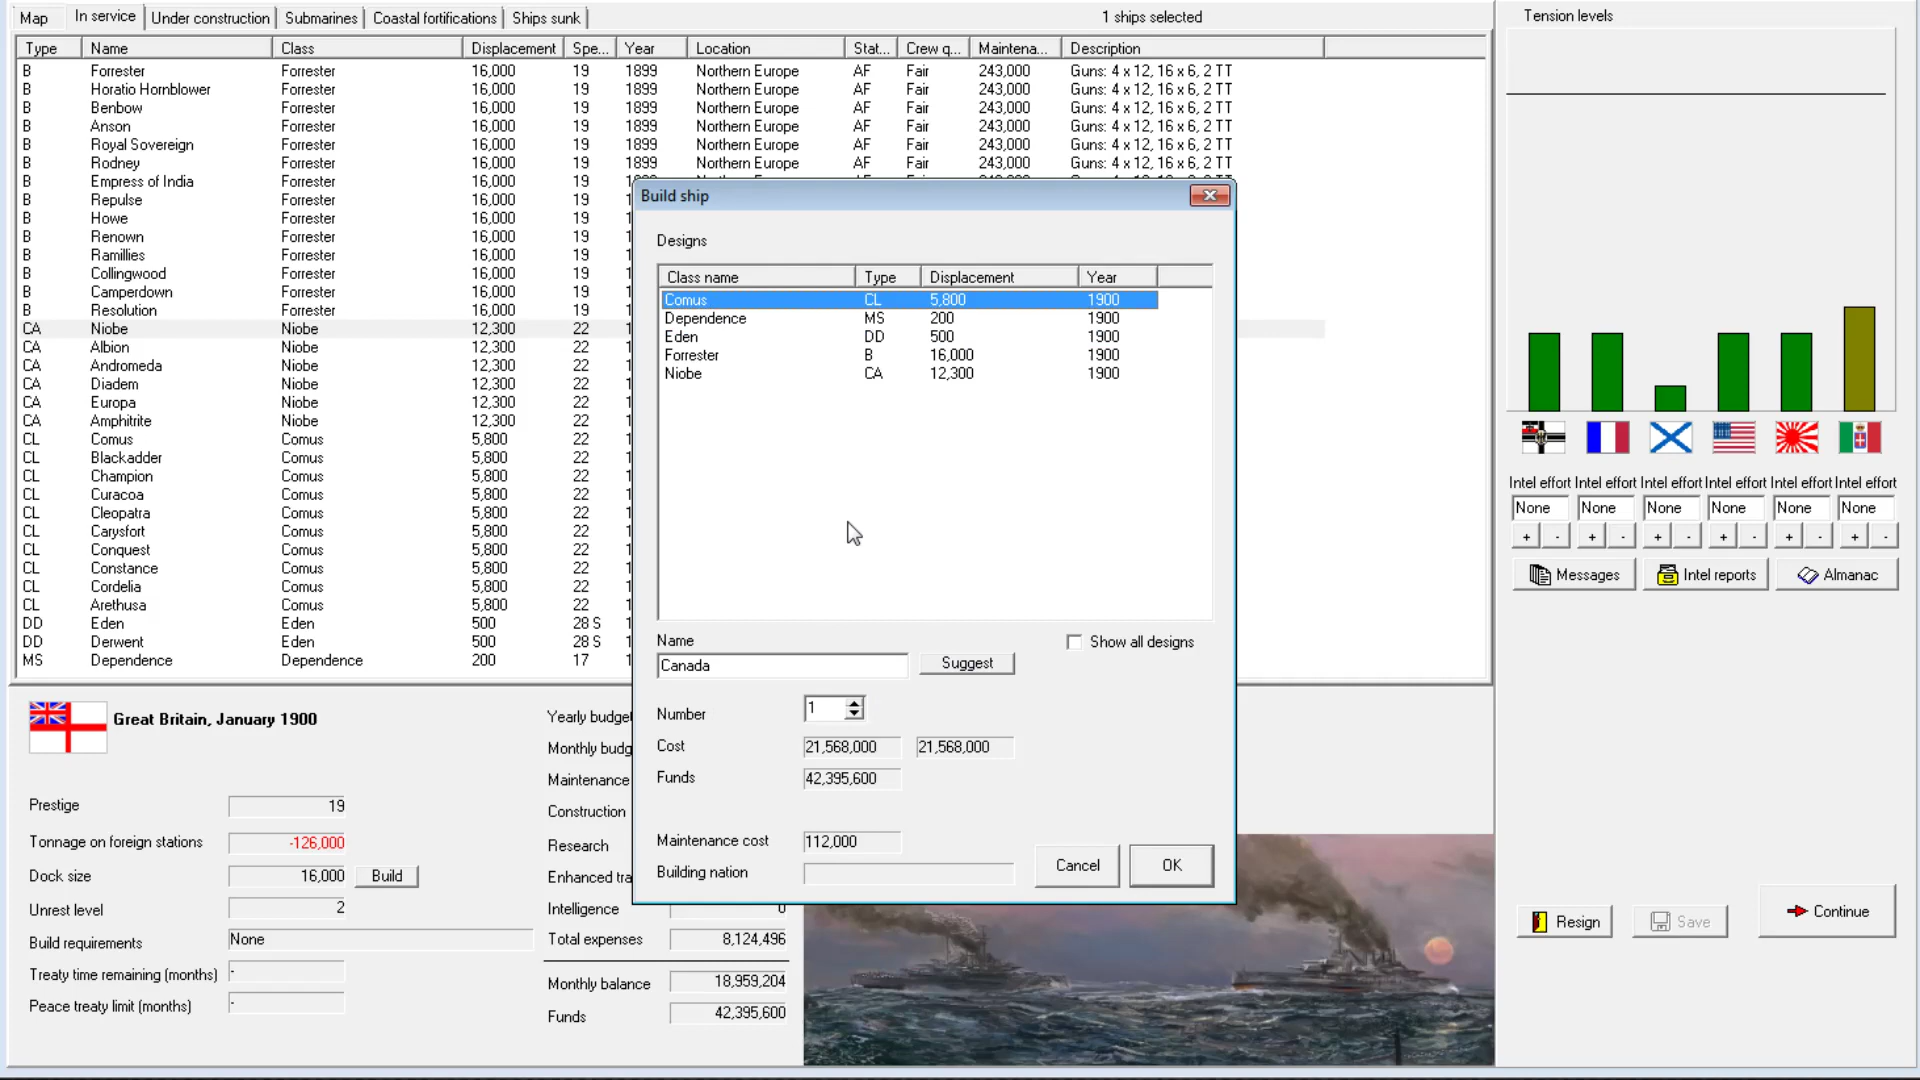 Map In service Under construction Submarines Coastal fortifications Ships sunk 1 ships selected
Type Name Class Displacement Spe... Year Location Stat... Crew q... Maintena... Description
B Forrester Forrester 16,000 19 1899 Northern Europe AF Fair 243,000 Guns: 4 x 12, 16 x 6, 2 TT
B Horatio Hornblower Forrester 16,000 19 1899 Northern Europe AF Fair 243,000 Guns: 4 x 12, 16 x 6, 2 TT
B Benbow Forrester 16,000 19 1899 Northern Europe AF Fair 243,000 Guns: 4 x 12, 16 x 6, 2 TT
B Anson Forrester 16,000 19 1899 Northern Europe AF Fair 243,000 Guns: 4 x 12, 16 x 6, 2 TT
B Royal Sovereign Forrester 16,000 19 1899 Northern Europe AF Fair 243,000 Guns: 4 x 12, 16 x 6, 2 TT
B Rodney Forrester 16,000 19 1899 Northern Europe AF Fair 243,000 Guns: 4 x 12, 16 x 6, 2 TT
B Empress of India Forrester 16,000 19
B Repulse Forrester 16,000 19
B Howe Forrester 16,000 19
B Renown Forrester 16,000 19
B Ramillies Forrester 16,000 19
B Collingwood Forrester 16,000 19
B Camperdown Forrester 16,000 19
B Resolution Forrester 16,000 19
CA Niobe Niobe 12,300 22
CA Albion Niobe 12,300 22
CA Andromeda Niobe 12,300 22
CA Diadem Niobe 12,300 22
CA Europa Niobe 12,300 22
CA Amphitrite Niobe 12,300 22
CL Comus Comus 5,800 22
CL Blackadder Comus 5,800 22
CL Champion Comus 5,800 22
CL Curacoa Comus 5,800 22
CL Cleopatra Comus 5,800 22
CL Carysfort Comus 5,800 22
CL Conquest Comus 5,800 22
CL Constance Comus 5,800 22
CL Cordelia Comus 5,800 22
CL Arethusa Comus 5,800 22
DD Eden Eden 500 28 S
DD Derwent Eden 500 28 S
MS Dependence Dependence 200 17
Build ship
Designs
Class name Type Displacement Year
Comus CL 5,800 1900
Dependence MS 200 1900
Eden DD 500 1900
Forrester B 16,000 1900
Niobe CA 12,300 1900
Name Show all designs
Canada Suggest
Number 1
Cost 21,568,000 21,568,000
Funds 42,395,600
Maintenance cost 112,000
Building nation
Cancel OK
Great Britain, January 1900
Prestige 19
Tonnage on foreign stations -126,000
Dock size 16,000 Build
Unrest level 2
Build requirements None
Treaty time remaining (months) -
Peace treaty limit (months) -
Yearly budget
Monthly budg
Maintenance
Construction
Research
Enhanced tra
Intelligence 0
Total expenses 8,124,496
Monthly balance 18,959,204
Funds 42,395,600
Tension levels
Intel effort Intel effort Intel effort Intel effort Intel effort Intel effort
None None None None None None
+ - + - + - + - + - + -
Messages Intel reports Almanac
Resign Save Continue